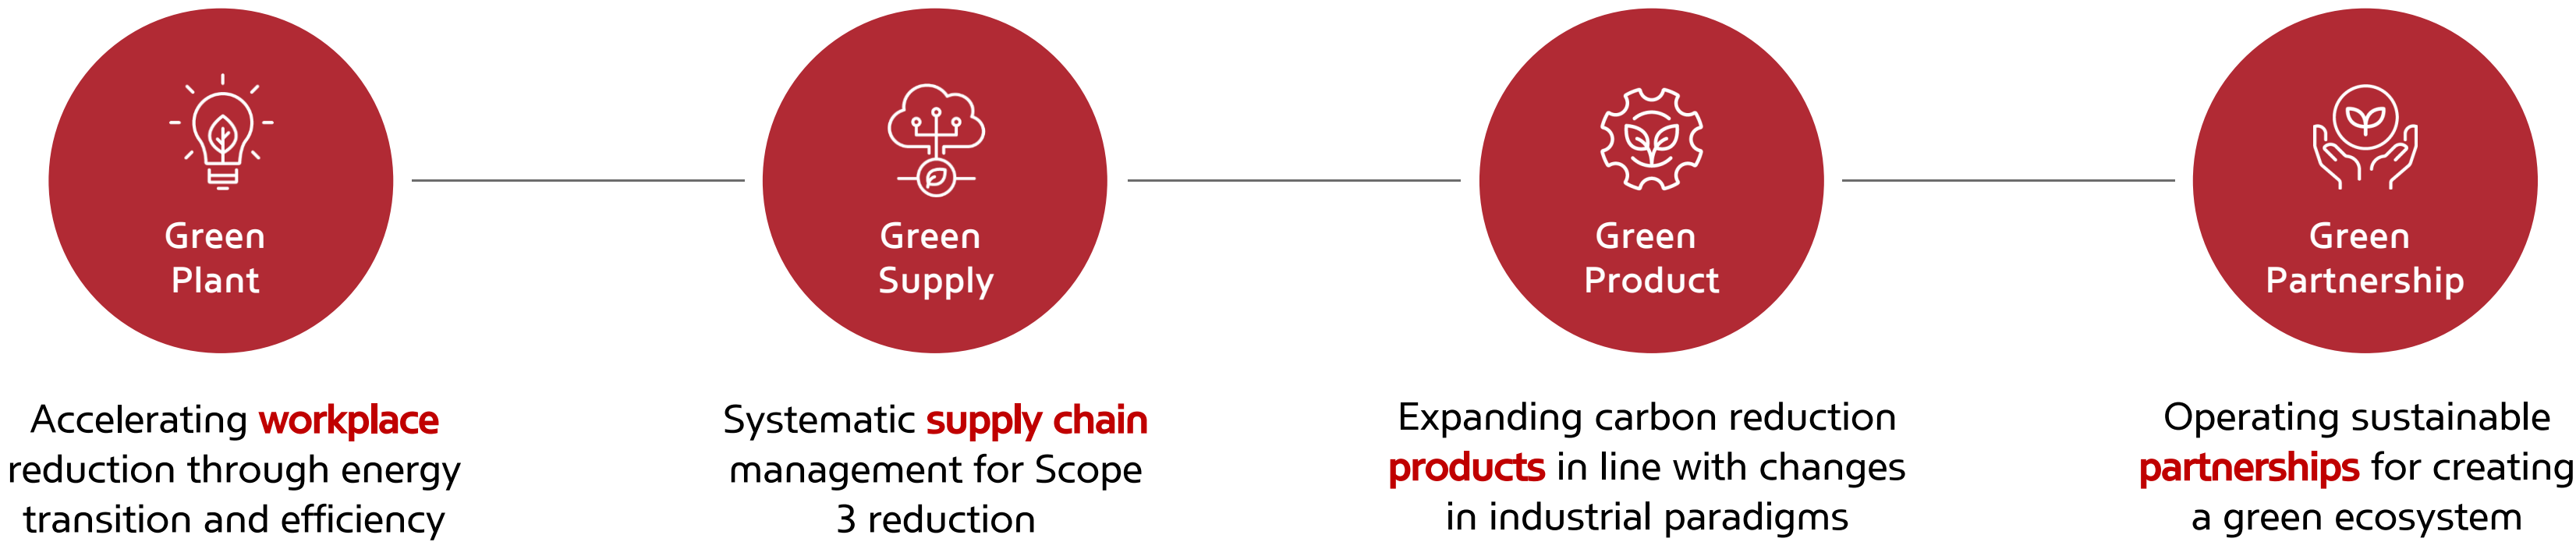 Green
Plant
Accelerating workplace
reduction through energy
transition and efficiency
Green
Supply
Systematic supply chain
management for Scope
3 reduction
Green
Product
Expanding carbon reduction
products in line with changes
in industrial paradigms
Green
Partnership
Operating sustainable
partnerships for creating
a green ecosystem